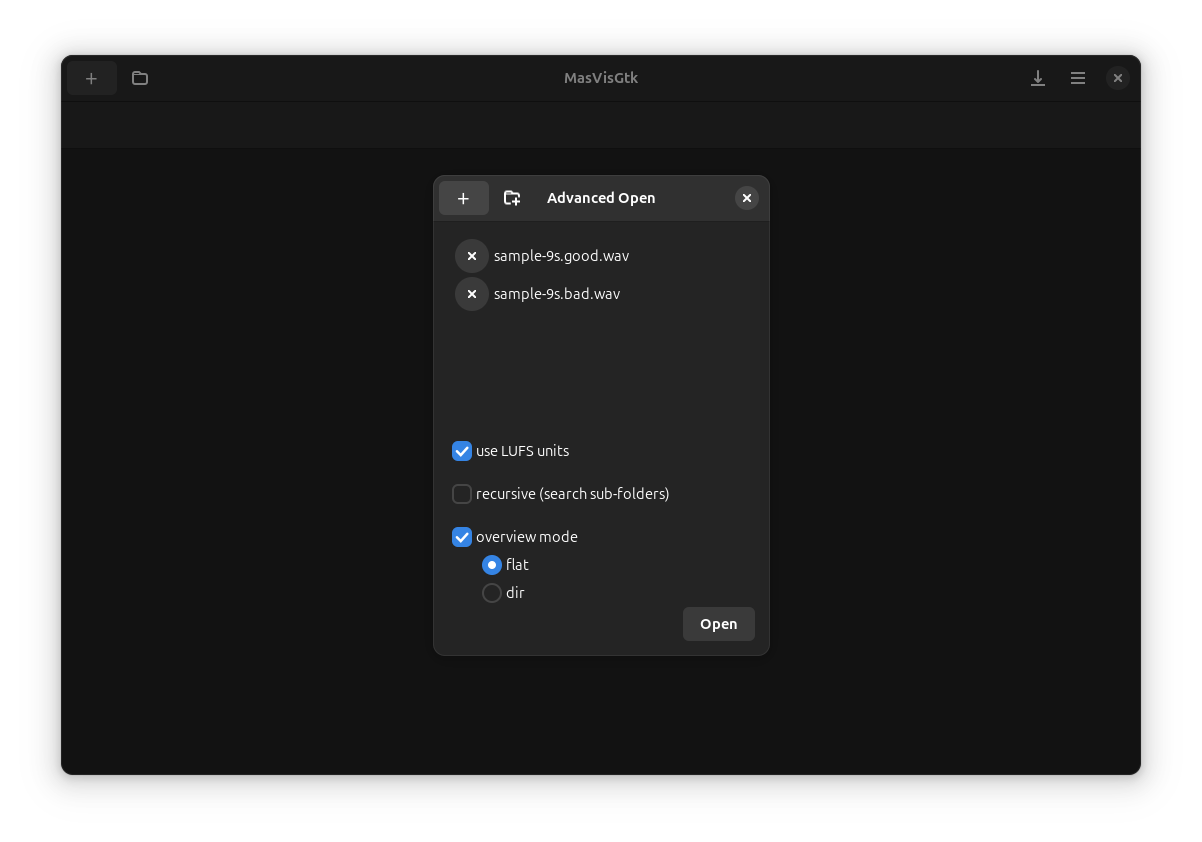 MasVisGtk
Advanced Open
sample-9s.good.wav
sample-9s.bad.wav
use LUFS units
recursive (search sub-folders)
overview mode
flat
dir
Open